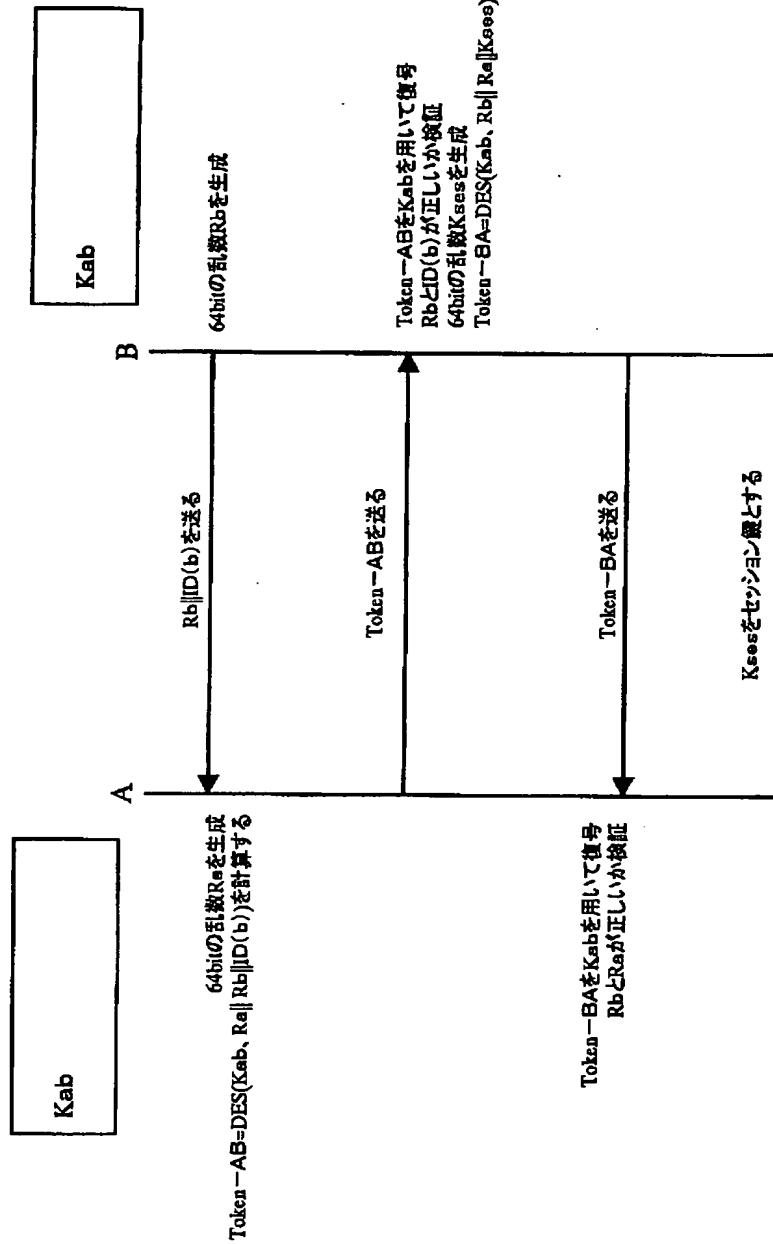 Kab
Kab
A
B
64bitの乱数Rbを生成
Rb||ID(b)を送る
64bitの乱数Raを生成
Token-AB=DES(Kab、Ra|| Rb||ID(b))を計算する
Token-ABを送る
Token-ABをKabを用いて復号
RbとID(b)が正しいか検証
64bitの乱数Ksesを生成
Token-BA=DES(Kab、Rb|| Ra||Kses)
Token-BAを送る
Token-BAをKabを用いて復号
RbとRaが正しいか検証
Ksesをセッション鍵とする